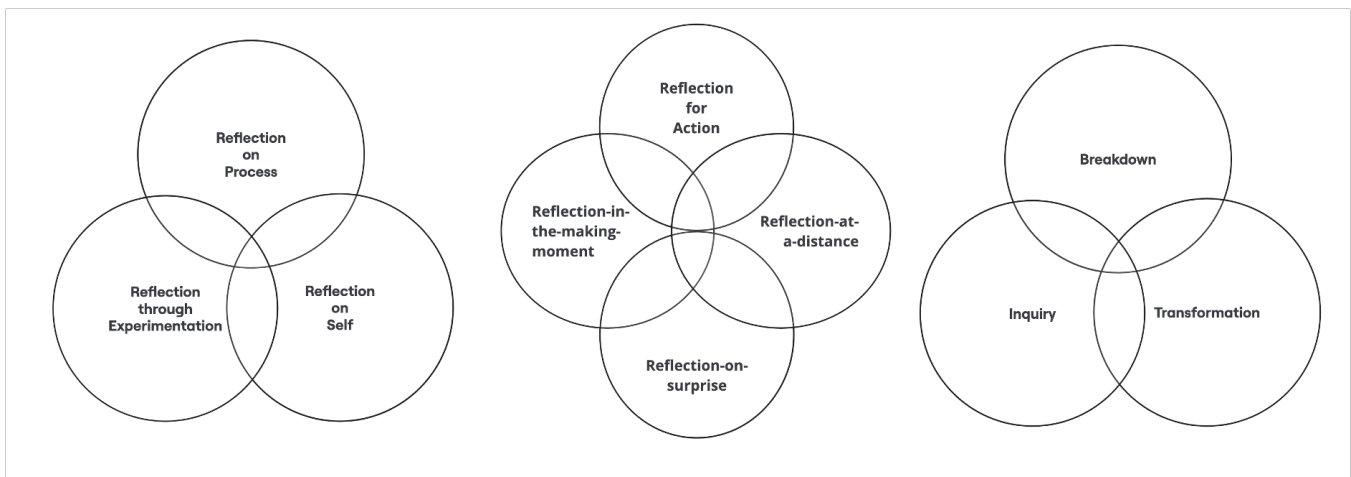 Reflection
on
Process
Reflection
through
Experimentation
Reflection
on
Self
Reflection
for
Action
Reflection-in-
the-making-
moment
Reflection-at-
a-distance
Reflection-on-
surprise
Breakdown
Inquiry
Transformation